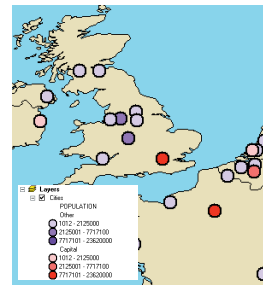 Layers
Cities
POPULATION
Other
1012 - 2125000
2125001 - 7717100
7717101 - 23620000
Capital
1012 - 2125000
2125001 - 7717100
7717101 - 23620000